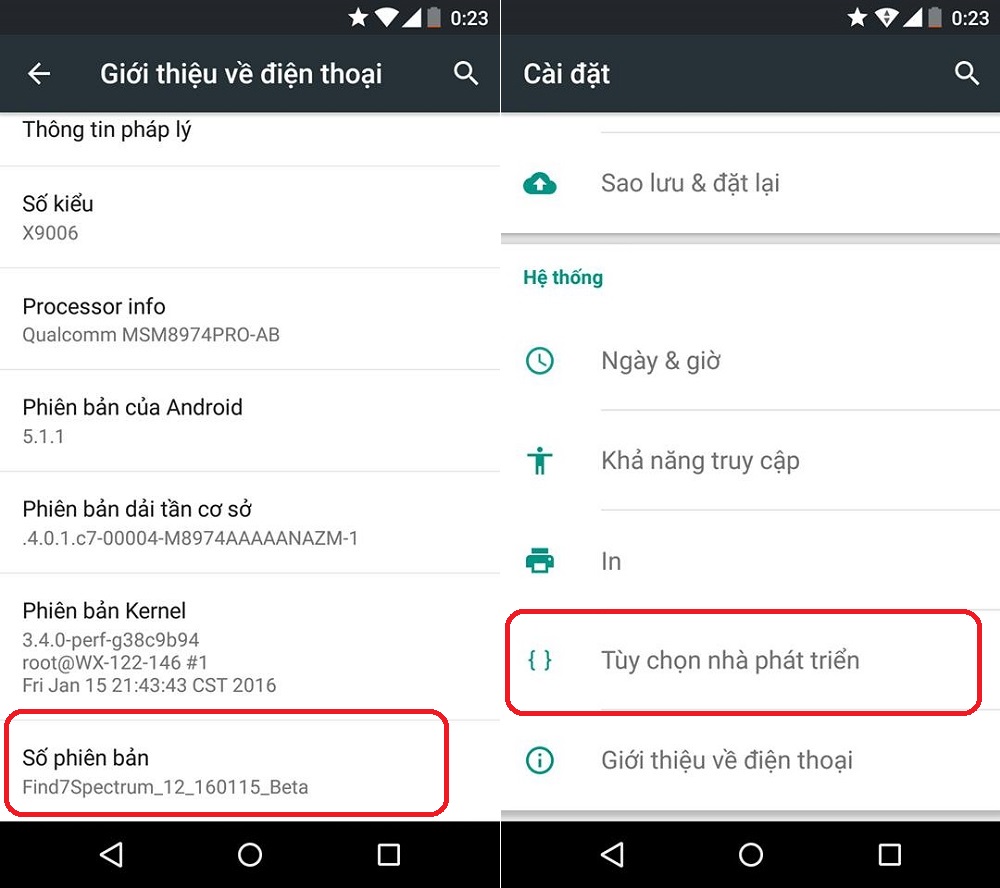 0:23
Giới thiệu về điện thoại
Thông tin pháp lý
Số kiểu
X9006
Processor info
Qualcomm MSM8974PRO-AB
Phiên bản của Android
5.1.1
Phiên bản dải tần cơ sở
.4.0.1.c7-00004-M8974AAAAANAZM-1
Phiên bản Kernel
3.4.0-perf-g38c9b94
root@WX-122-146 #1
Fri Jan 15 21:43:43 CST 2016
Số phiên bản
Find7Spectrum_12_160115_Beta
0:23
Cài đặt
Sao lưu & đặt lại
Hệ thống
Ngày & giờ
Khả năng truy cập
In
{ } Tùy chọn nhà phát triển
Giới thiệu về điện thoại